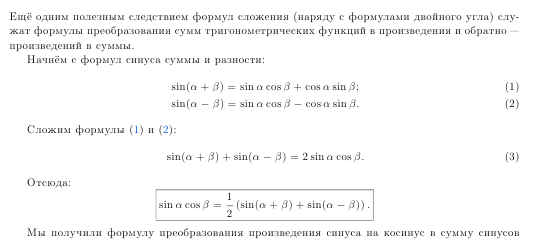 Ещё одним полезным следствием формул сложения (наряду с формулами двойного угла) слу-
жат формулы преобразования сумм тригонометрических функций в произведения и обратно —
произведений в суммы.
Начнём с формул синуса суммы и разности:
sin(α + β) = sin α cos β + cos α sin β; (1)
sin(α − β) = sin α cos β − cos α sin β. (2)
Сложим формулы (1) и (2):
sin(α + β) + sin(α − β) = 2 sin α cos β. (3)
Отсюда:
sin α cos β = 1/2 (sin(α + β) + sin(α − β)).
Мы получили формулу преобразования произведения синуса на косинус в сумму синусов